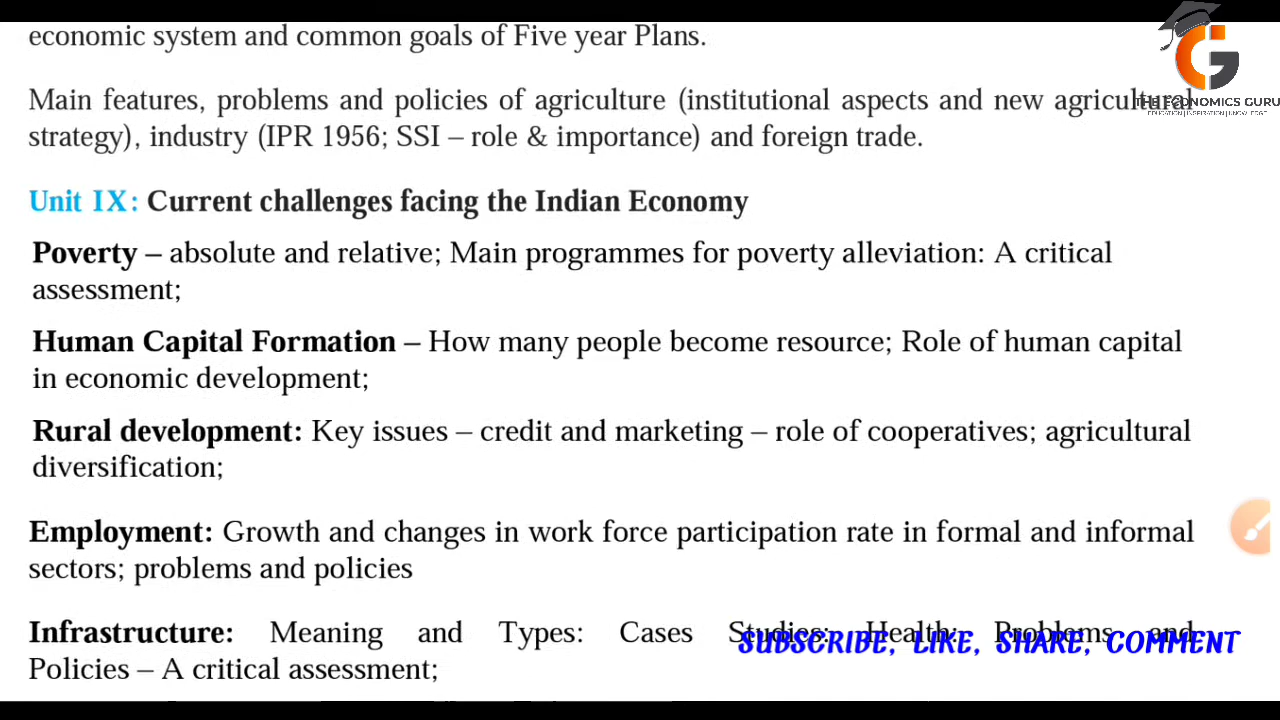 economic system and common goals of Five year Plans.
Main features, problems and policies of agriculture (institutional aspects and new agricultural
strategy), industry (IPR 1956; SSI – role & importance) and foreign trade.
THE ECONOMICS GURU
EDUCATION | INSPIRATION | KNOWLEDGE
Unit IX: Current challenges facing the Indian Economy
Poverty – absolute and relative; Main programmes for poverty alleviation: A critical
assessment;
Human Capital Formation – How many people become resource; Role of human capital
in economic development;
Rural development: Key issues – credit and marketing – role of cooperatives; agricultural
diversification;
Employment: Growth and changes in work force participation rate in formal and informal
sectors; problems and policies
Infrastructure: Meaning and Types: Cases Studies: Health: Problems and
SUBSCRIBE, LIKE, SHARE, COMMENT
Policies – A critical assessment;